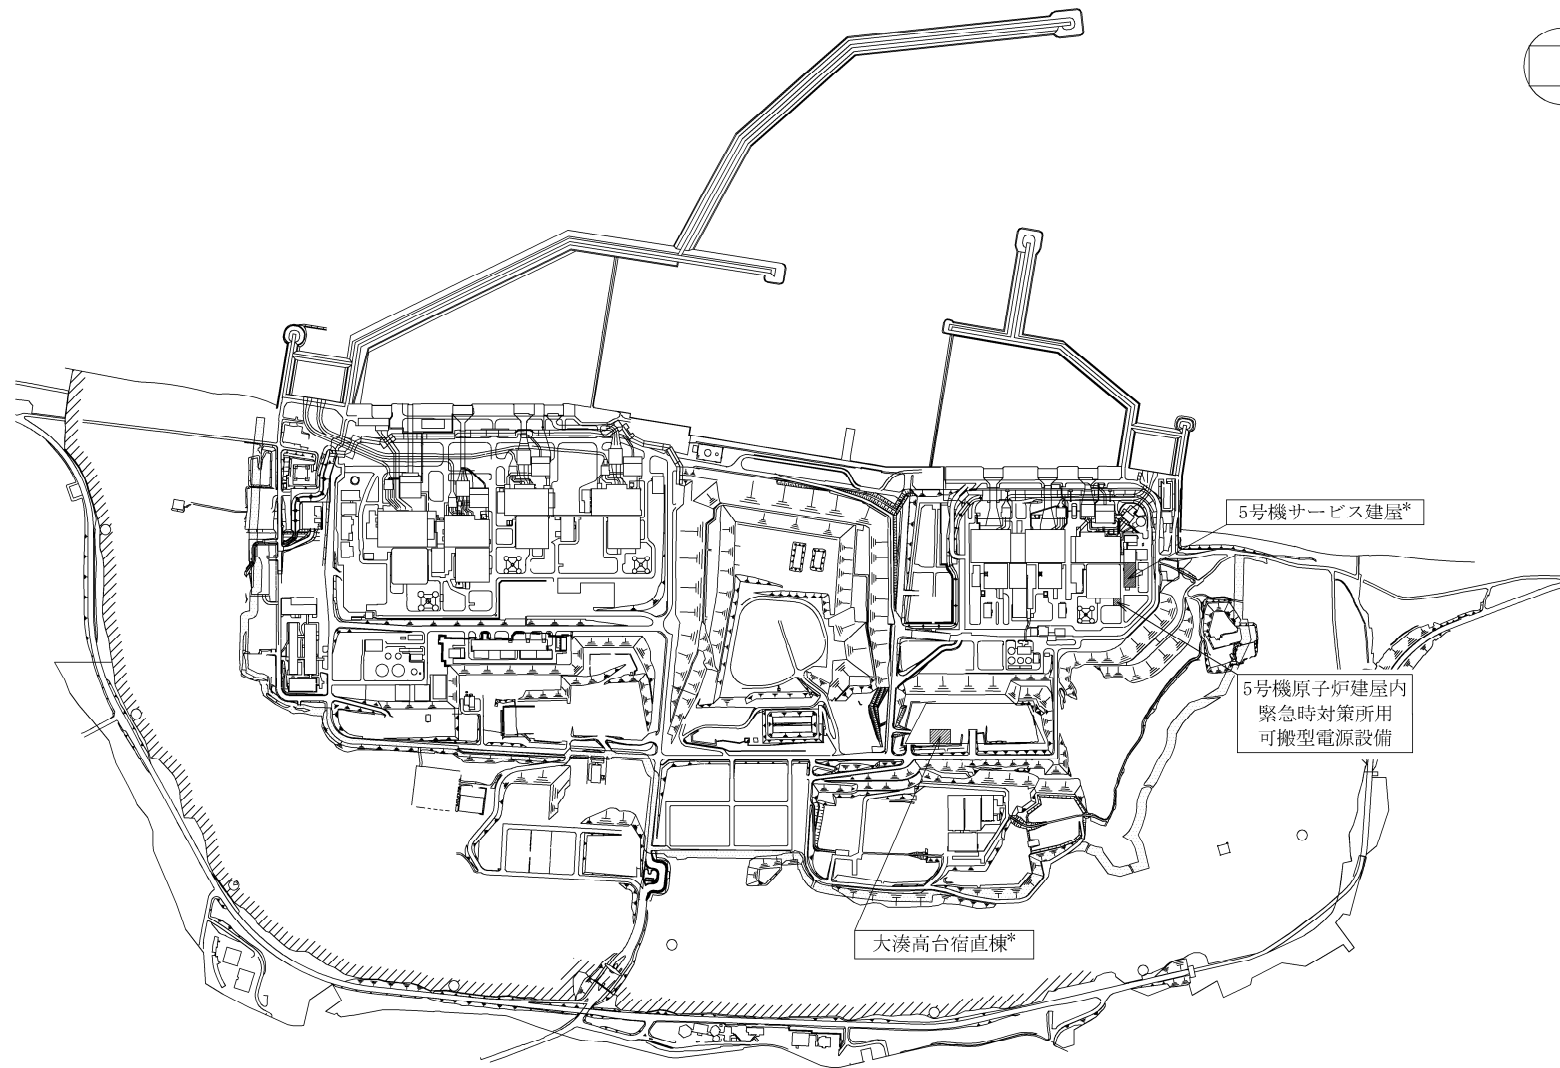 5号機サービス建屋*
5号機原子炉建屋内
緊急時対策所用
可搬型電源設備
大湊高台宿直棟*